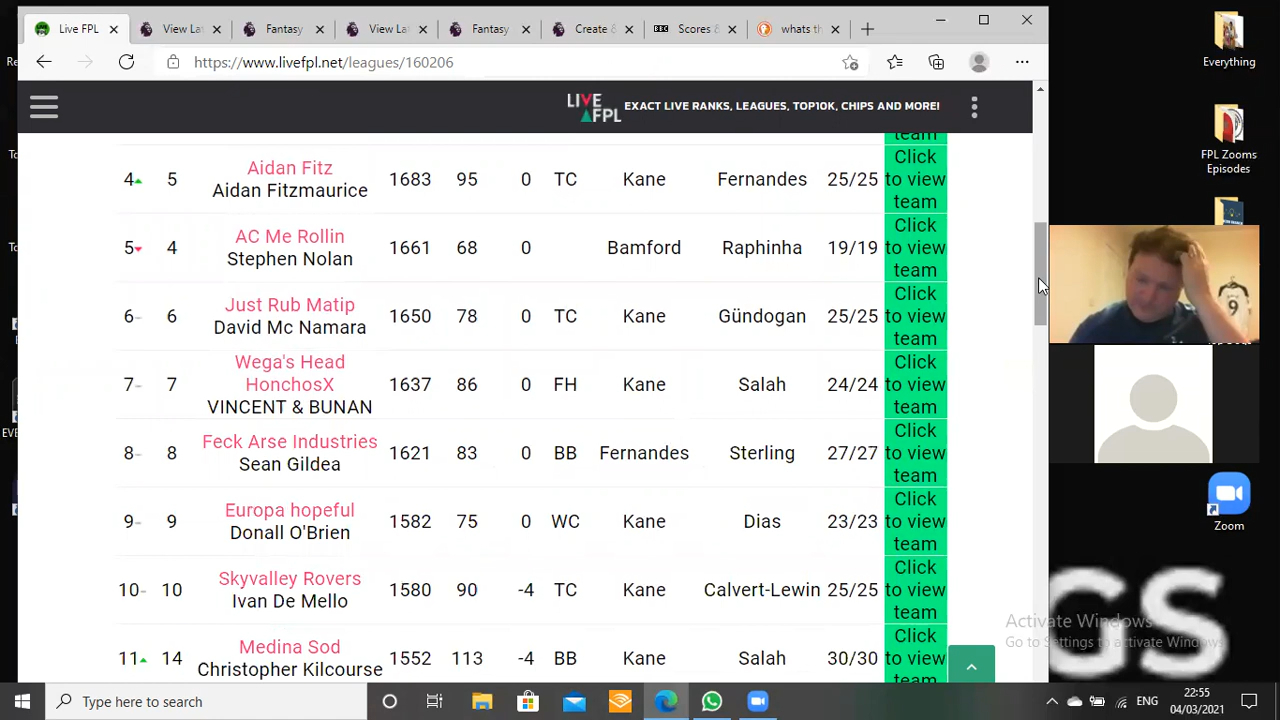 Live FPL
View La
Fantasy
View La
Fantasy
Create &
BBC Scores &
whats th
https://www.livefpl.net/leagues/160206
LIVE FPL
EXACT LIVE RANKS, LEAGUES, TOP10K, CHIPS AND MORE!
team
4 5 Aidan Fitz Aidan Fitzmaurice 1683 95 0 TC Kane Fernandes 25/25 Click to view team
5 4 AC Me Rollin Stephen Nolan 1661 68 0 Bamford Raphinha 19/19 Click to view team
6 6 Just Rub Matip David Mc Namara 1650 78 0 TC Kane Gündogan 25/25 Click to view team
7 7 Wega's Head HonchosX VINCENT & BUNAN 1637 86 0 FH Kane Salah 24/24 Click to view team
8 8 Feck Arse Industries Sean Gildea 1621 83 0 BB Fernandes Sterling 27/27 Click to view team
9 9 Europa hopeful Donall O'Brien 1582 75 0 WC Kane Dias 23/23 Click to view team
10 10 Skyvalley Rovers Ivan De Mello 1580 90 -4 TC Kane Calvert-Lewin 25/25 Click to view team
11 14 Medina Sod Christopher Kilcourse 1552 113 -4 BB Kane Salah 30/30 Click to view
Everything
FPL Zooms Episodes
9
Zoom
GS
Activate Windows
Go to Settings to activate Windows.
Type here to search
ENG
22:55
04/03/2021